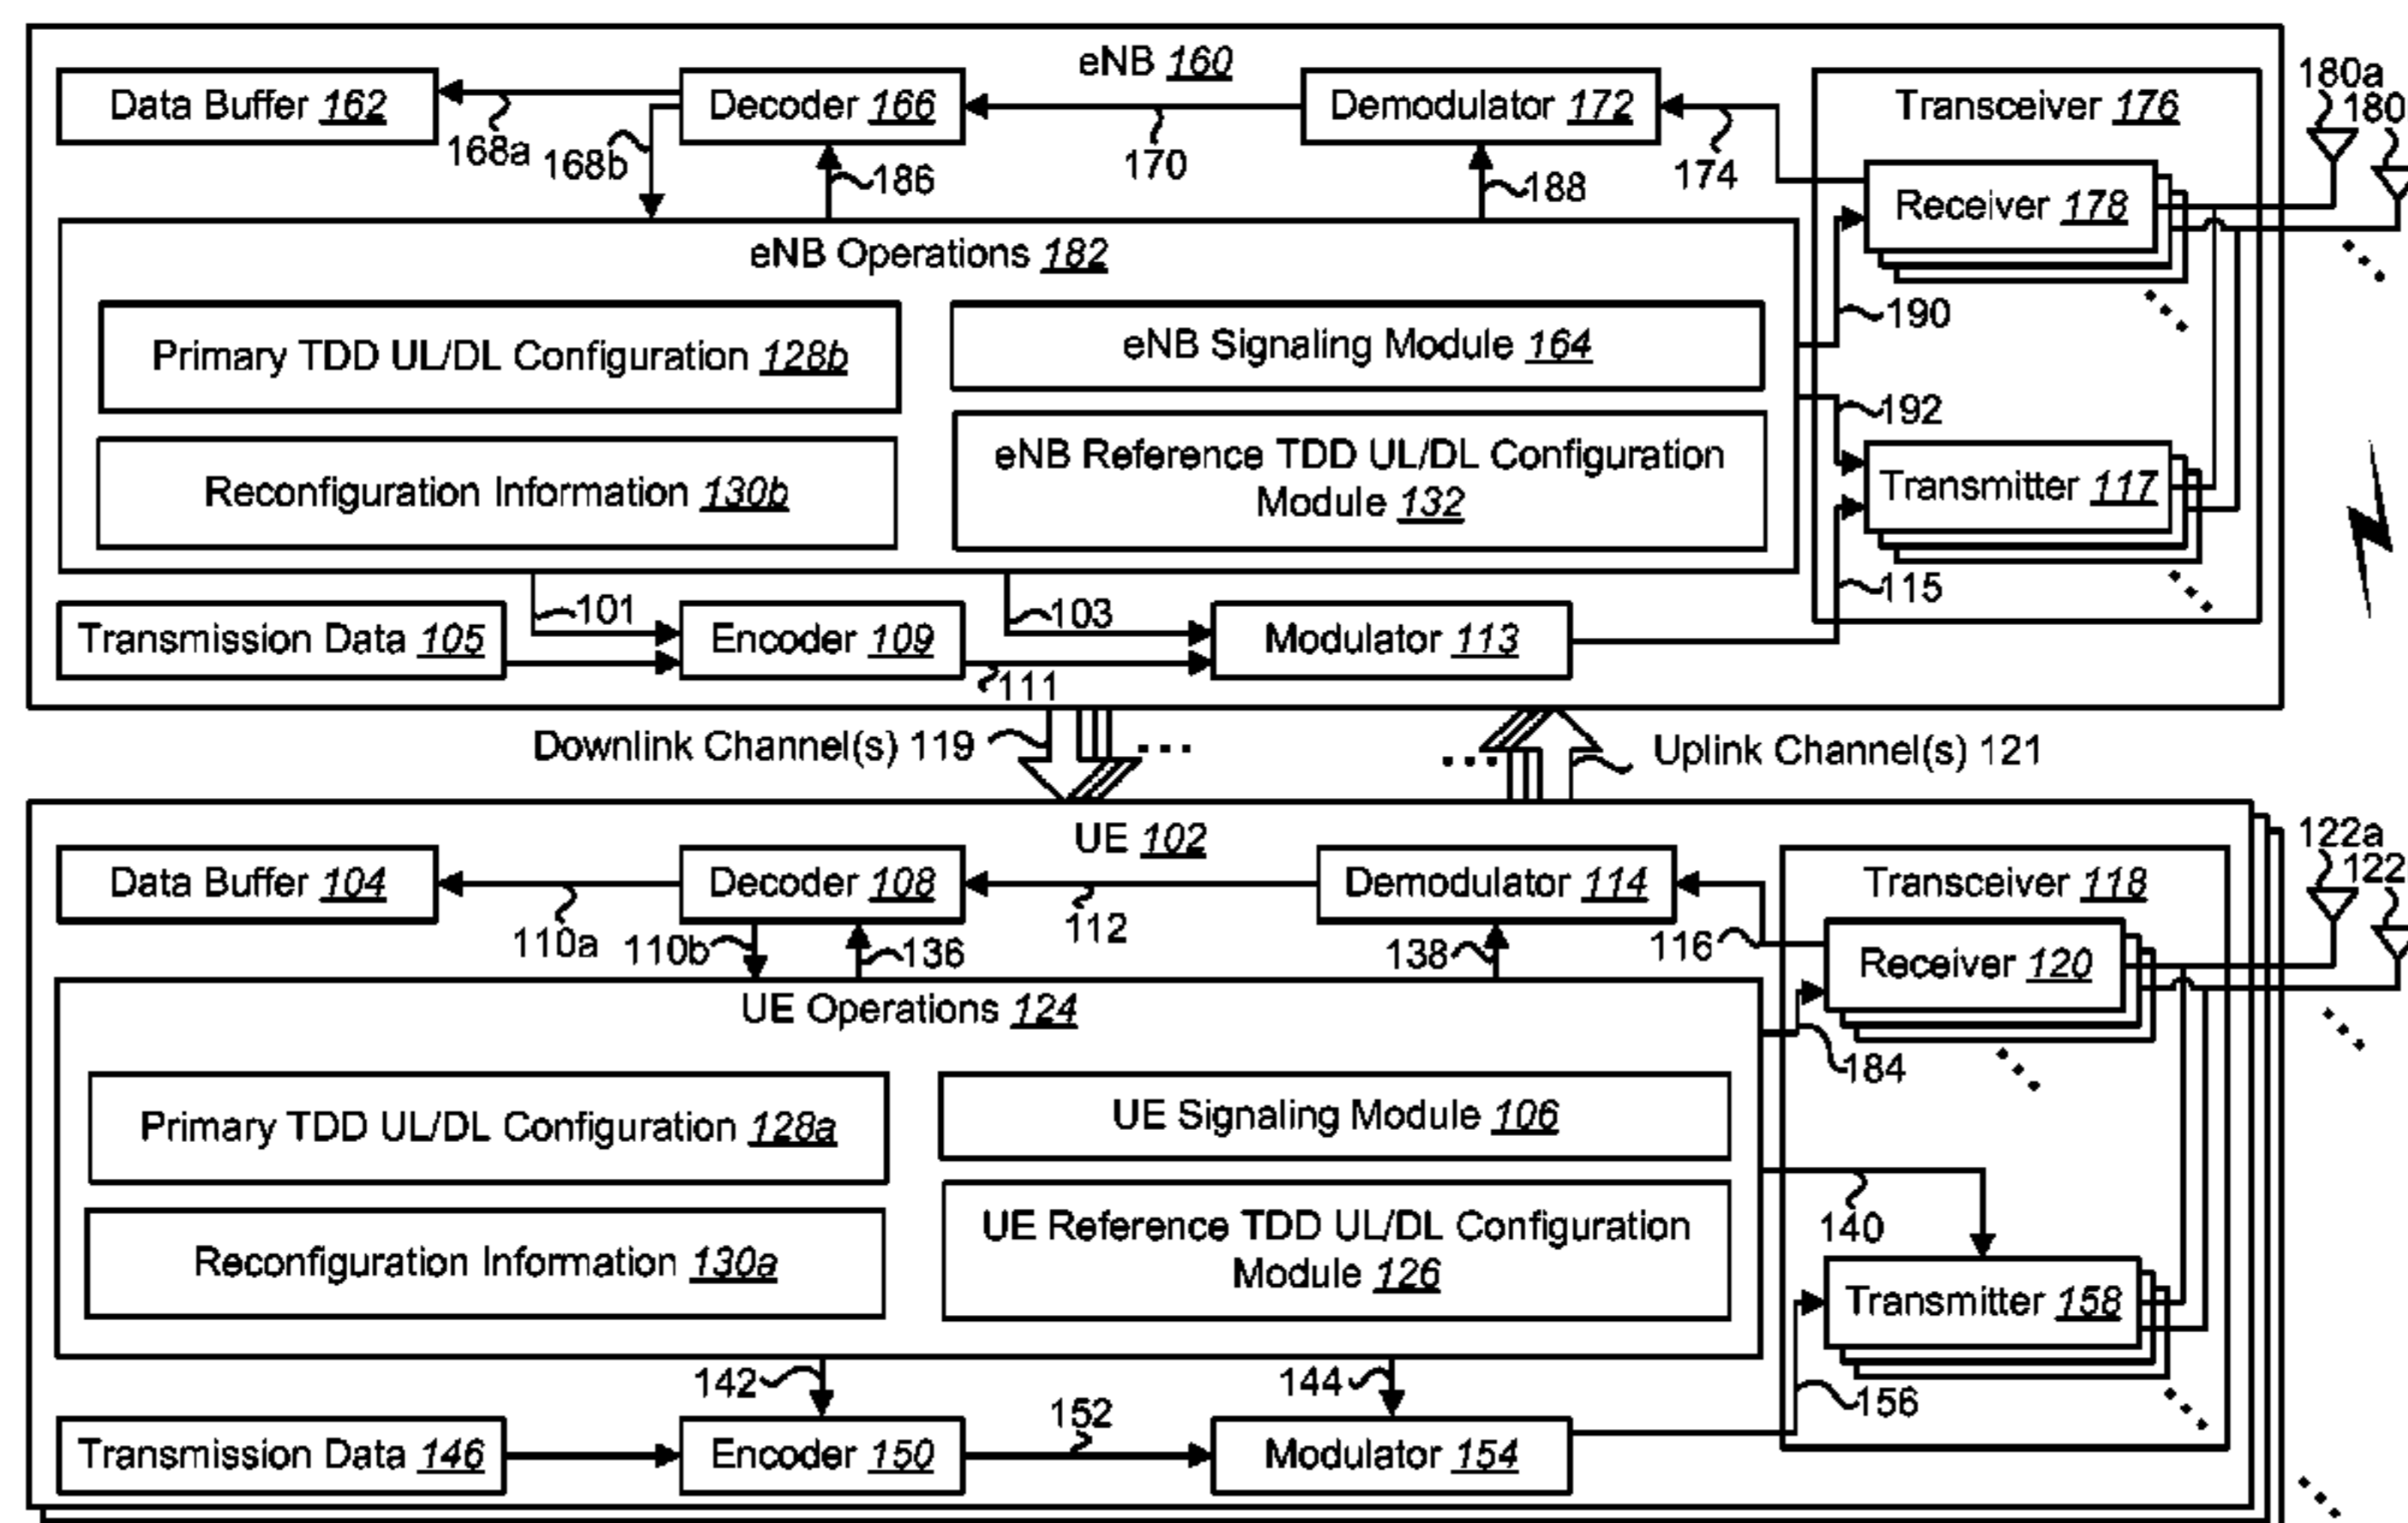 eNB 160
180a
180
Data Buffer 162
Decoder 166
Demodulator 172
Transceiver 176
168a
168b
186
170
188
174
Receiver 178
eNB Operations 182
190
Primary TDD UL/DL Configuration 128b
eNB Signaling Module 164
192
Reconfiguration Information 130b
eNB Reference TDD UL/DL Configuration
Module 132
Transmitter 117
101
103
115
Transmission Data 105
Encoder 109
111
Modulator 113
Downlink Channel(s) 119
Uplink Channel(s) 121
UE 102
122a
122
Data Buffer 104
Decoder 108
Demodulator 114
Transceiver 118
110a
110b
136
112
138
116
Receiver 120
UE Operations 124
184
Primary TDD UL/DL Configuration 128a
UE Signaling Module 106
140
Reconfiguration Information 130a
UE Reference TDD UL/DL Configuration
Module 126
Transmitter 158
142
144
156
Transmission Data 146
Encoder 150
152
Modulator 154